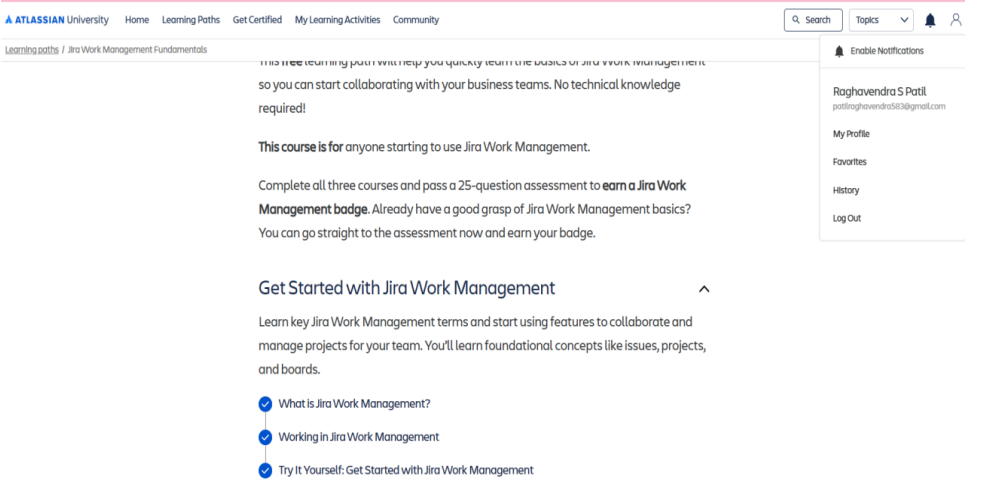 ATLASSIAN University Home Learning Paths Get Certified My Learning Activities Community Search Topics
Learning paths / Jira Work Management Fundamentals
Enable Notifications
Raghavendra S Patil
patilraghavendra583@gmail.com
My Profile
Favorites
History
Log Out
This free learning path will help you quickly learn the basics of Jira Work Management
so you can start collaborating with your business teams. No technical knowledge
required!
This course is for anyone starting to use Jira Work Management.
Complete all three courses and pass a 25-question assessment to earn a Jira Work
Management badge. Already have a good grasp of Jira Work Management basics?
You can go straight to the assessment now and earn your badge.
Get Started with Jira Work Management
Learn key Jira Work Management terms and start using features to collaborate and
manage projects for your team. You'll learn foundational concepts like issues, projects,
and boards.
What is Jira Work Management?
Working in Jira Work Management
Try It Yourself: Get Started with Jira Work Management